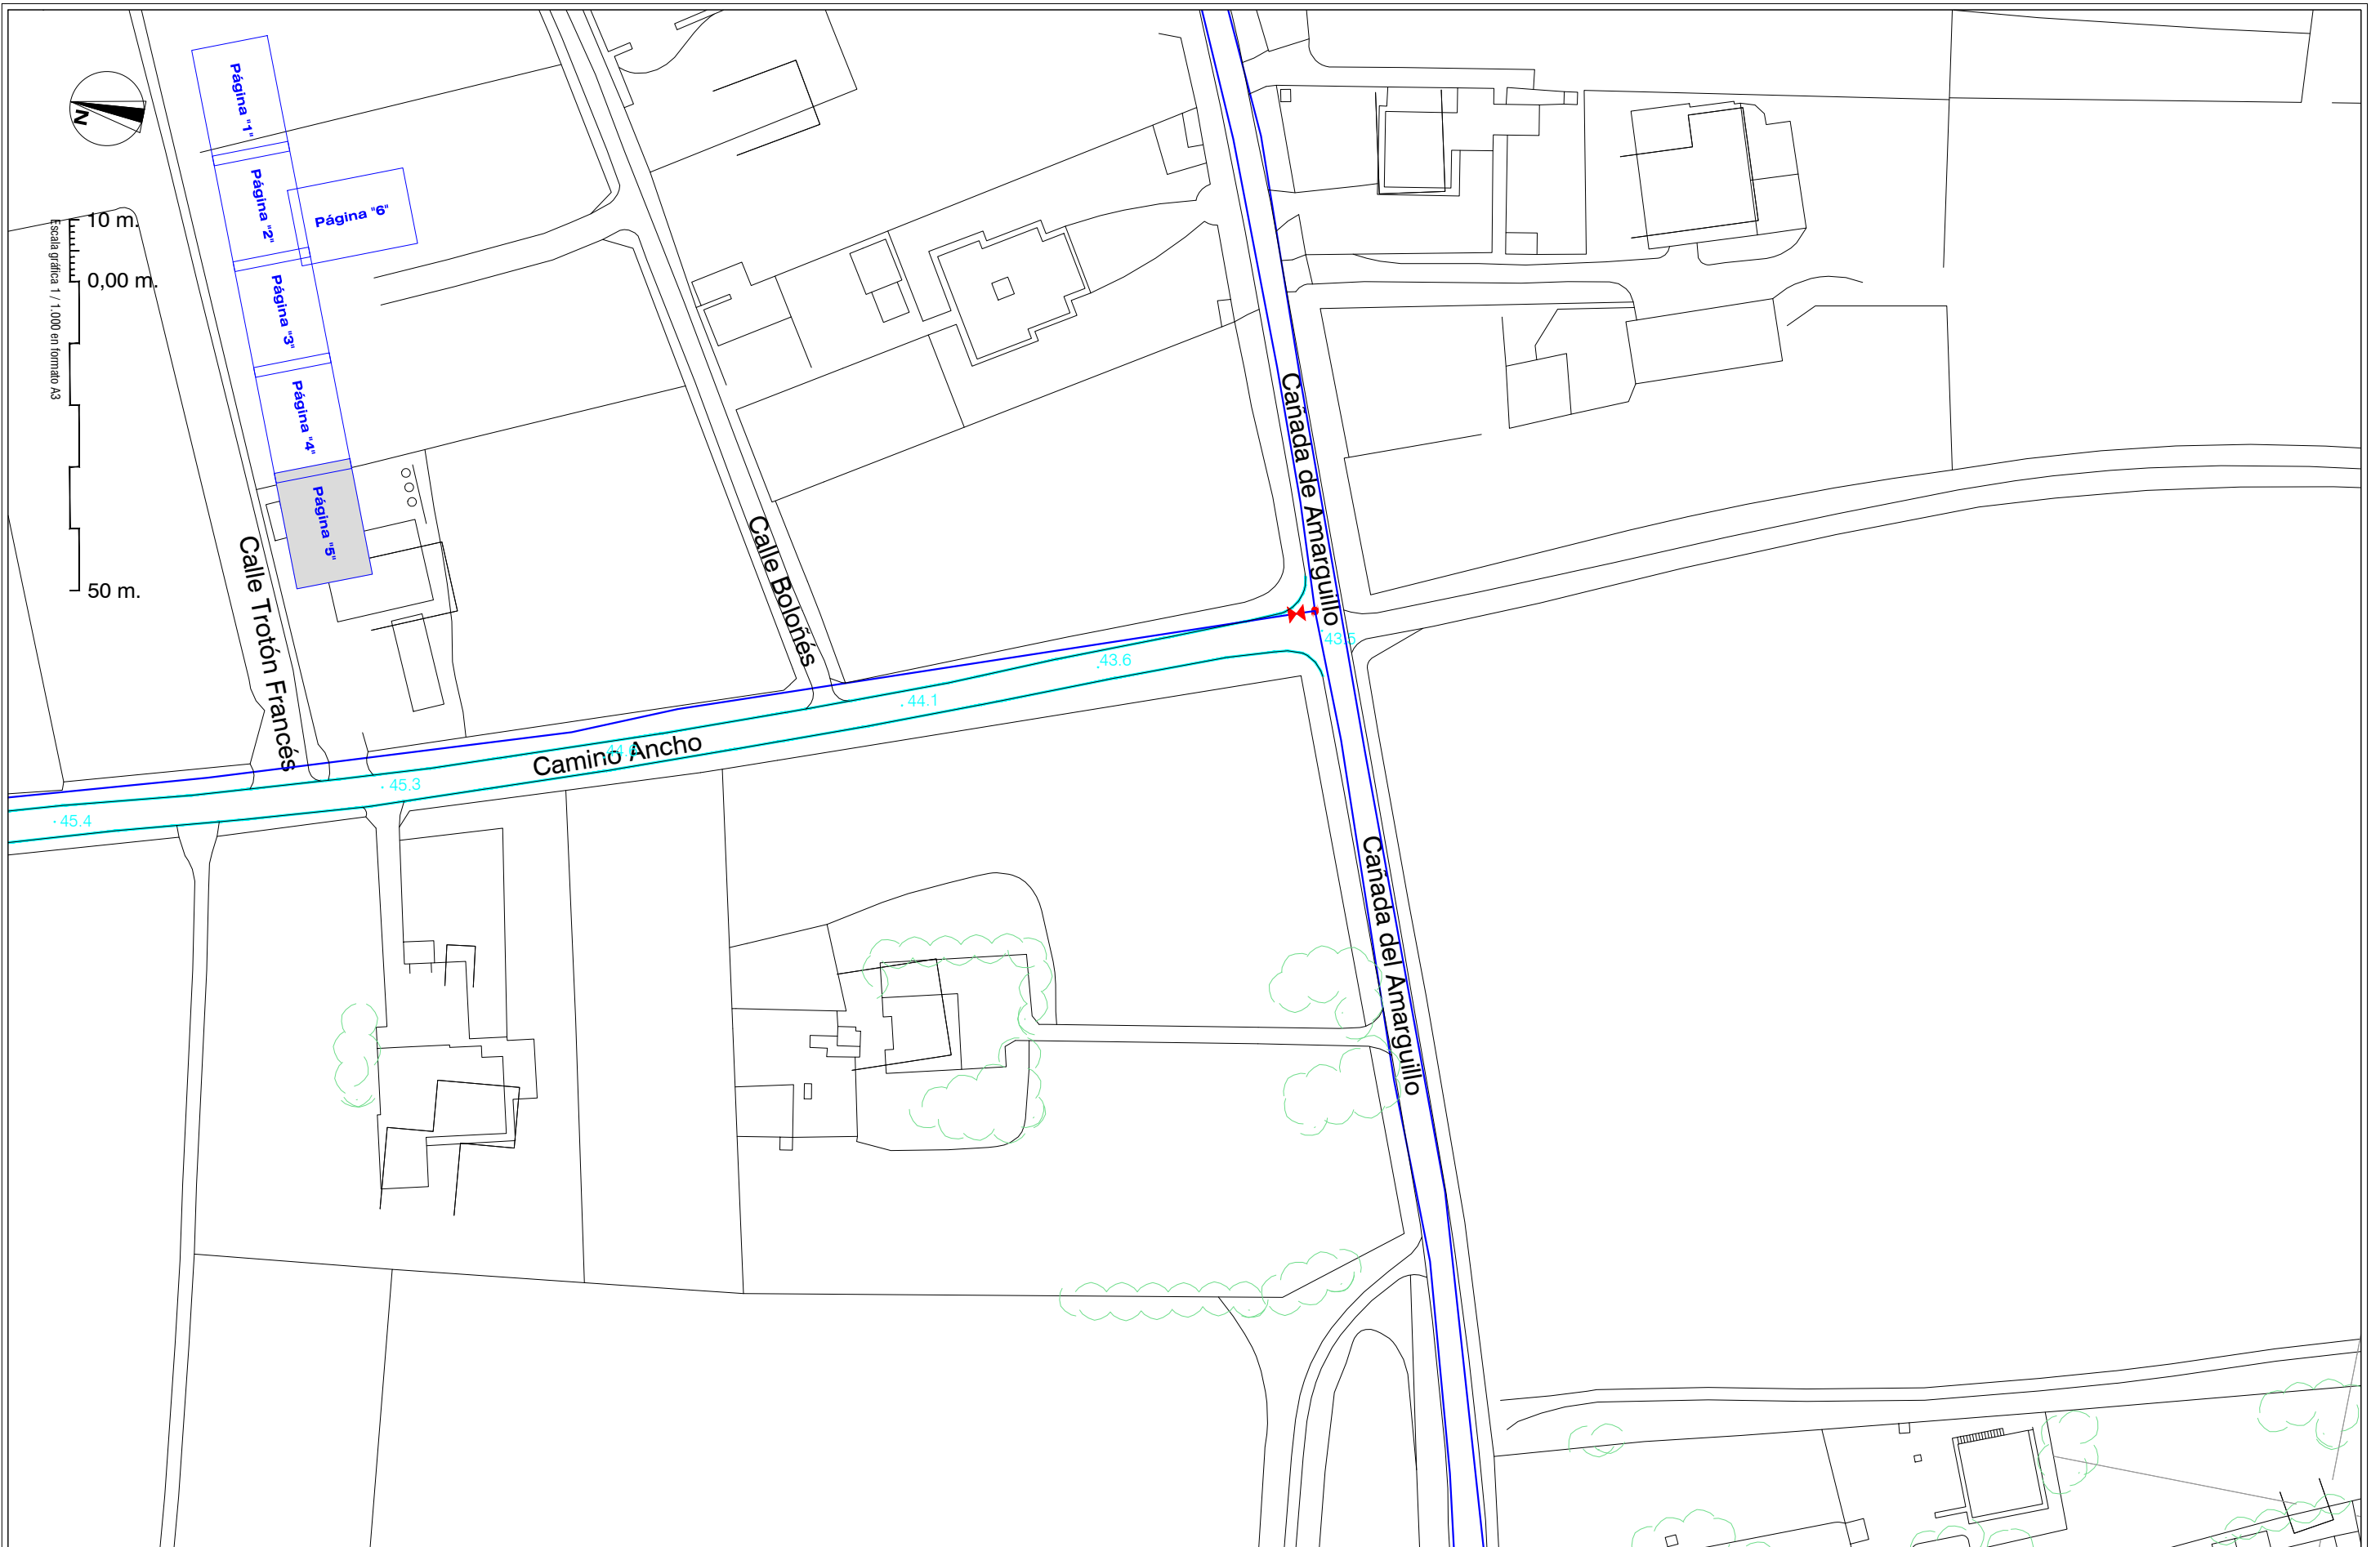 Página "1"
N
Página "2"
Página "6"
10 m.
0,00 m.
Escala gráfica 1 / 1.000 en formato A3
Página "3"
Página "4"
Página "5"
50 m.
Calle Trotón Francés
Calle Boloñés
Cañada de Amarguillo
43.5
43.6
44.1
Camino Ancho
45.3
45.4
Cañada del Amarguillo